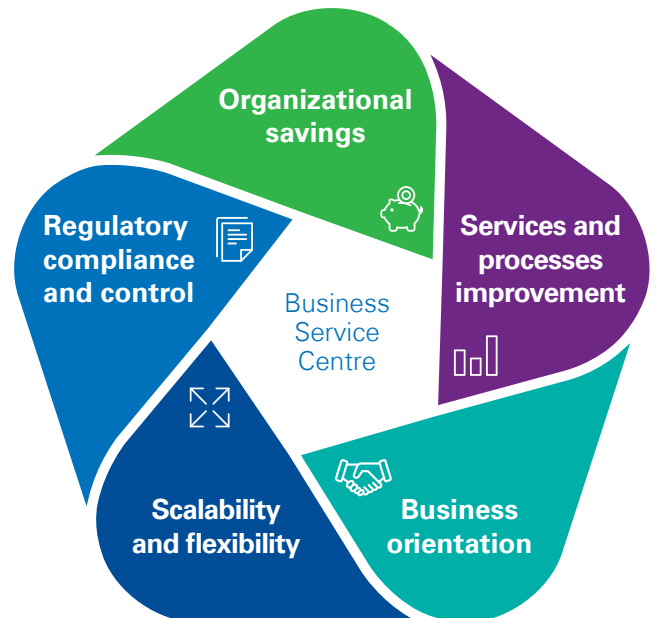 Organizational
savings
Services and
processes
improvement
Business
orientation
Scalability
and flexibility
Regulatory
compliance
and control
Business
Service
Centre